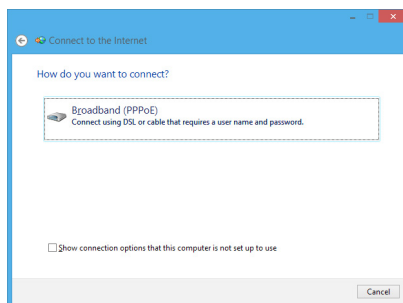 Connect to the Internet
How do you want to connect?
Broadband (PPPoE)
Connect using DSL or cable that requires a user name and password.
Show connection options that this computer is not set up to use
Cancel